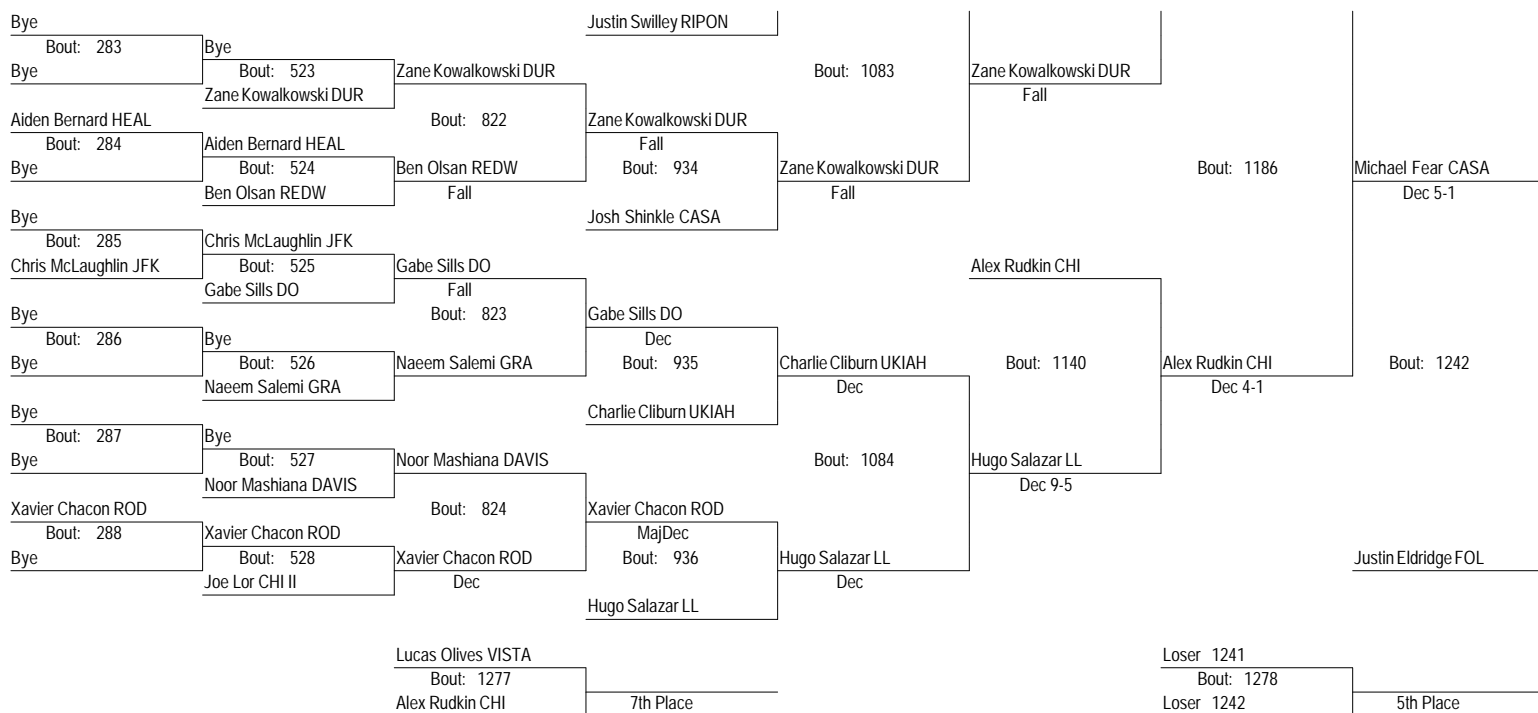 Bye
Justin Swilley RIPON
Bout: 283
Bye
Bye
Bout: 523
Zane Kowalkowski DUR
Bout: 1083
Zane Kowalkowski DUR
Zane Kowalkowski DUR
Fall
Aiden Bernard HEAL
Bout: 822
Zane Kowalkowski DUR
Bout: 284
Aiden Bernard HEAL
Fall
Bye
Bout: 524
Ben Olsan REDW
Bout: 934
Zane Kowalkowski DUR
Bout: 1186
Michael Fear CASA
Ben Olsan REDW
Fall
Fall
Dec 5-1
Bye
Josh Shinkle CASA
Bout: 285
Chris McLaughlin JFK
Chris McLaughlin JFK
Bout: 525
Gabe Sills DO
Alex Rudkin CHI
Gabe Sills DO
Fall
Bye
Bout: 823
Gabe Sills DO
Bout: 286
Bye
Dec
Bye
Bout: 526
Naeem Salemi GRA
Bout: 935
Charlie Cliburn UKIAH
Bout: 1140
Alex Rudkin CHI
Bout: 1242
Naeem Salemi GRA
Dec
Dec 4-1
Bye
Charlie Cliburn UKIAH
Bout: 287
Bye
Bye
Bout: 527
Noor Mashiana DAVIS
Bout: 1084
Hugo Salazar LL
Noor Mashiana DAVIS
Dec 9-5
Xavier Chacon ROD
Bout: 824
Xavier Chacon ROD
Bout: 288
Xavier Chacon ROD
MajDec
Bye
Bout: 528
Xavier Chacon ROD
Bout: 936
Hugo Salazar LL
Justin Eldridge FOL
Joe Lor CHI II
Dec
Dec
Hugo Salazar LL
Lucas Olives VISTA
Loser 1241
Bout: 1277
Bout: 1278
Alex Rudkin CHI
7th Place
Loser 1242
5th Place